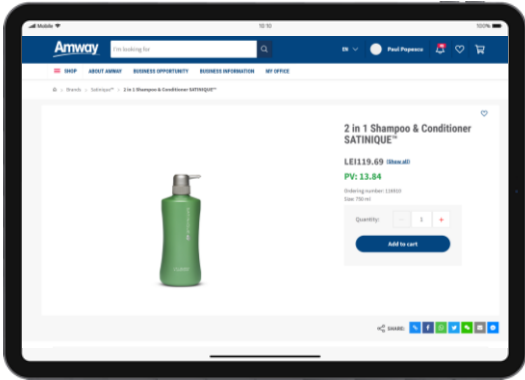 Mobile
10:10
100%
Amway
I'm looking for
EN
Paul Popescu
SHOP
ABOUT AMWAY
BUSINESS OPPORTUNITY
BUSINESS INFORMATION
MY OFFICE
Brands > Satinique™ > 2 in 1 Shampoo & Conditioner SATINIQUE™
2 in 1 Shampoo & Conditioner
SATINIQUE™
LEI119.69 (Show all)
PV: 13.84
Ordering number:
Size: 750 ml
Quantity:
- 1 +
Add to cart
SHARE: